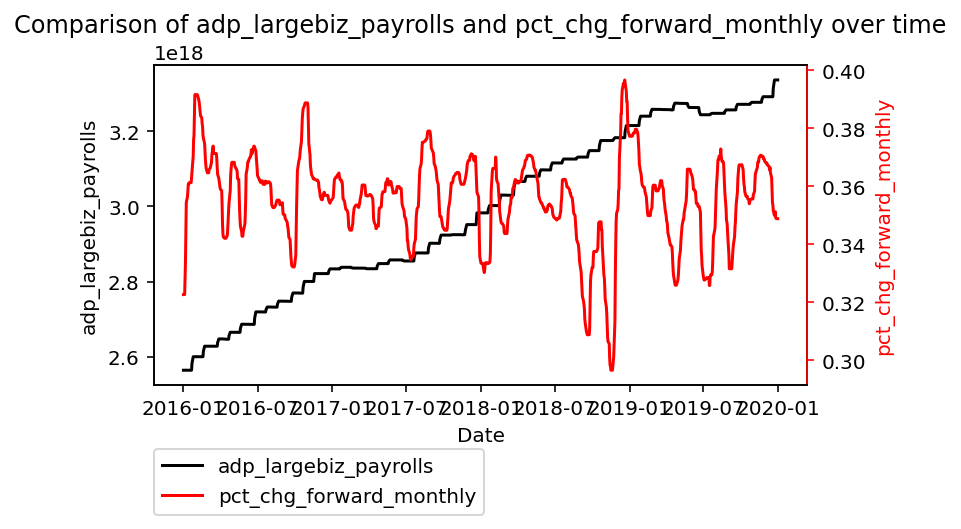 Comparison of adp_largebiz_payrolls and pct_chg_forward_monthly over time
1e18
3.2
3.0
2.8
2.6
adp_largebiz_payrolls
0.40
0.38
0.36
0.34
0.32
0.30
pct_chg_forward_monthly
2016-01 2016-07 2017-01 2017-07 2018-01 2018-07 2019-01 2019-07 2020-01
Date
adp_largebiz_payrolls
pct_chg_forward_monthly